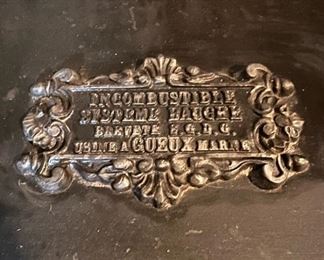 INCOMBUSTIBLE
SYSTEME BAUCHE
BREVETE S.G.D.G.
USINE A GUEUX MARNE